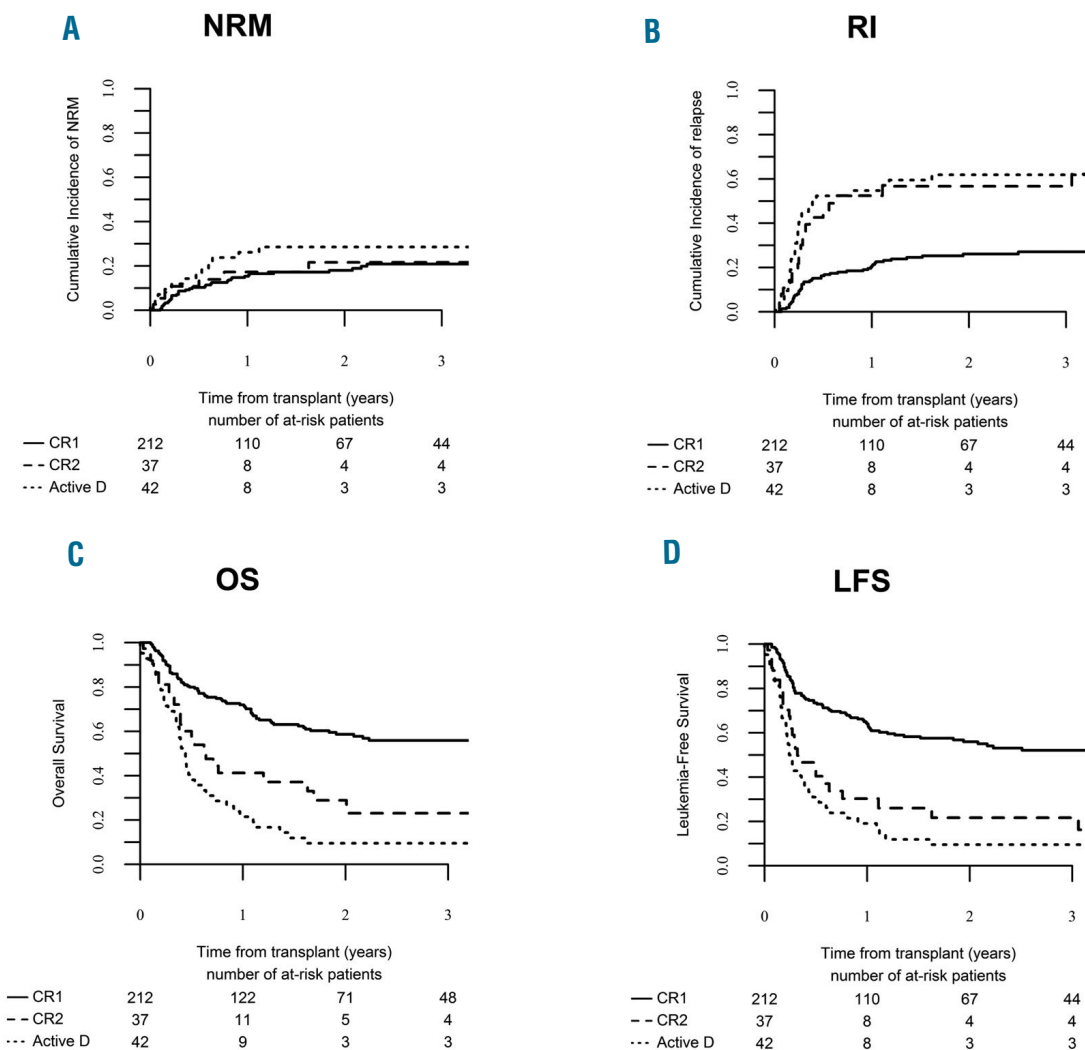 A
NRM
Cumulative Incidence of NRM
1.0
0.8
0.6
0.4
0.2
0.0
0 1 2 3
Time from transplant (years)
number of at-risk patients
CR1 212 110 67 44
CR2 37 8 4 4
Active D 42 8 3 3
B
RI
Cumulative Incidence of relapse
1.0
0.8
0.6
0.4
0.2
0.0
0 1 2 3
Time from transplant (years)
number of at-risk patients
CR1 212 110 67 44
CR2 37 8 4 4
Active D 42 8 3 3
C
OS
Overall Survival
1.0
0.8
0.6
0.4
0.2
0.0
0 1 2 3
Time from transplant (years)
number of at-risk patients
CR1 212 122 71 48
CR2 37 11 5 4
Active D 42 9 3 3
D
LFS
Leukemia-Free Survival
1.0
0.8
0.6
0.4
0.2
0.0
0 1 2 3
Time from transplant (years)
number of at-risk patients
CR1 212 110 67 44
CR2 37 8 4 4
Active D 42 8 3 3